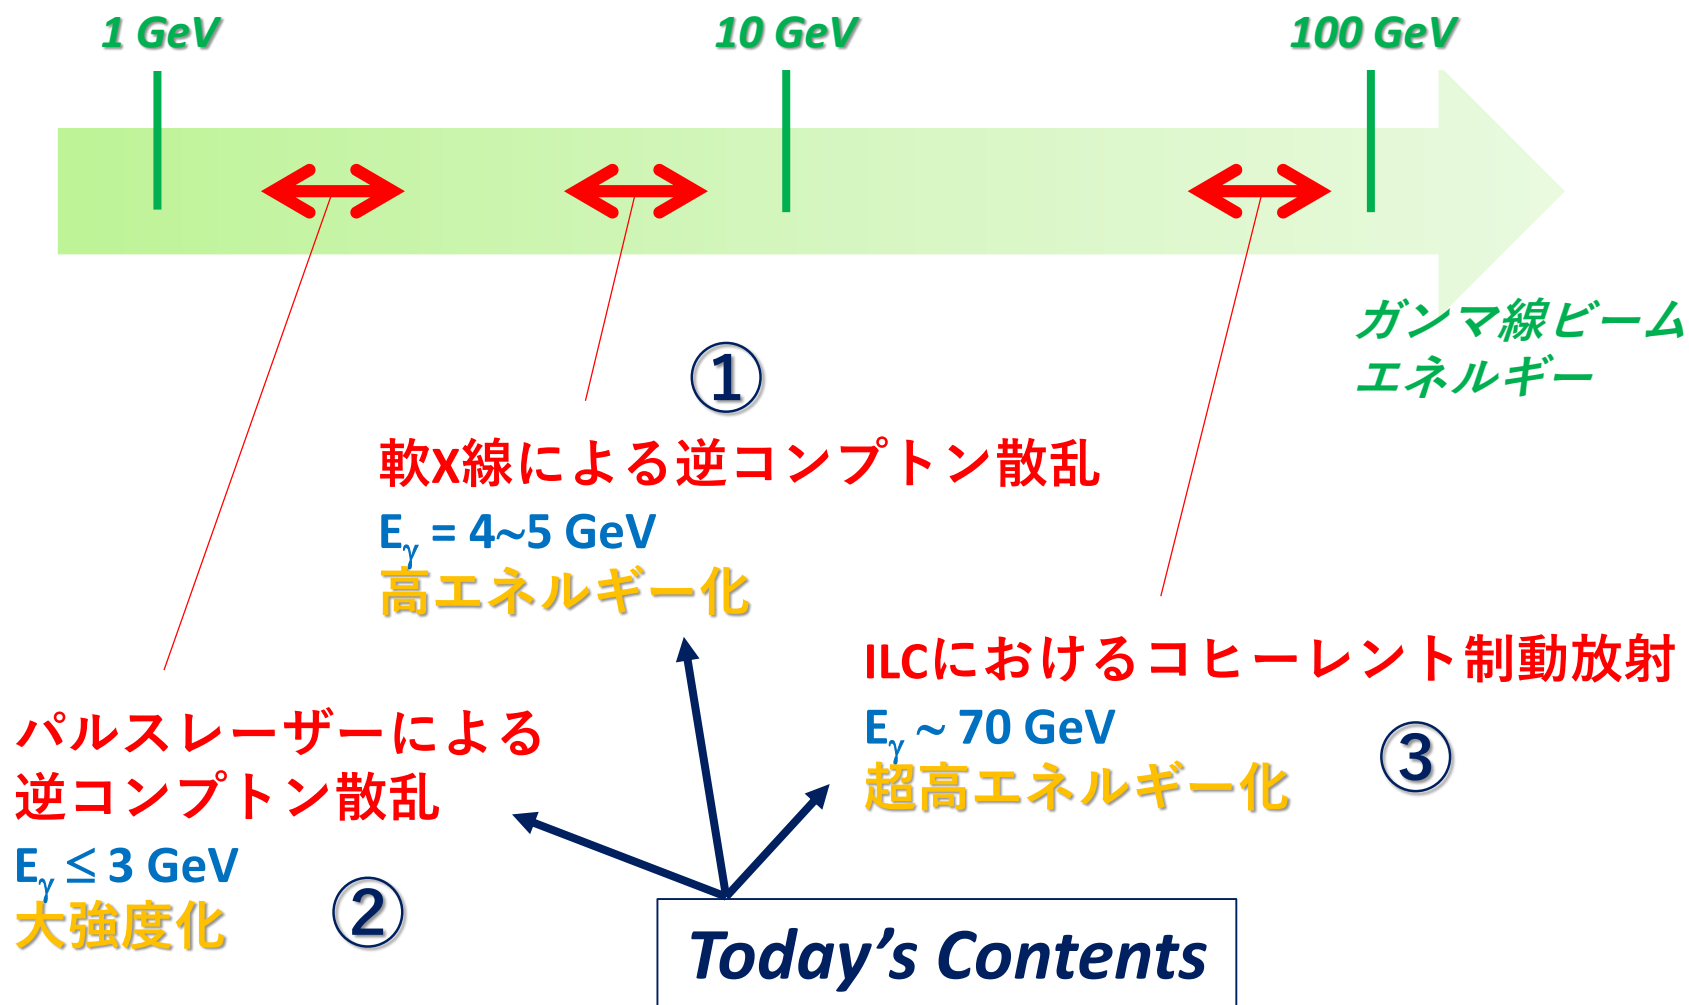 1 GeV
10 GeV
100 GeV
ガンマ線ビーム
エネルギー
①
軟X線による逆コンプトン散乱
Eγ = 4~5 GeV
高エネルギー化
ILCにおけるコヒーレント制動放射
Eγ ~ 70 GeV
超高エネルギー化
③
パルスレーザーによる
逆コンプトン散乱
Eγ ≤ 3 GeV
大強度化
②
Today’s Contents